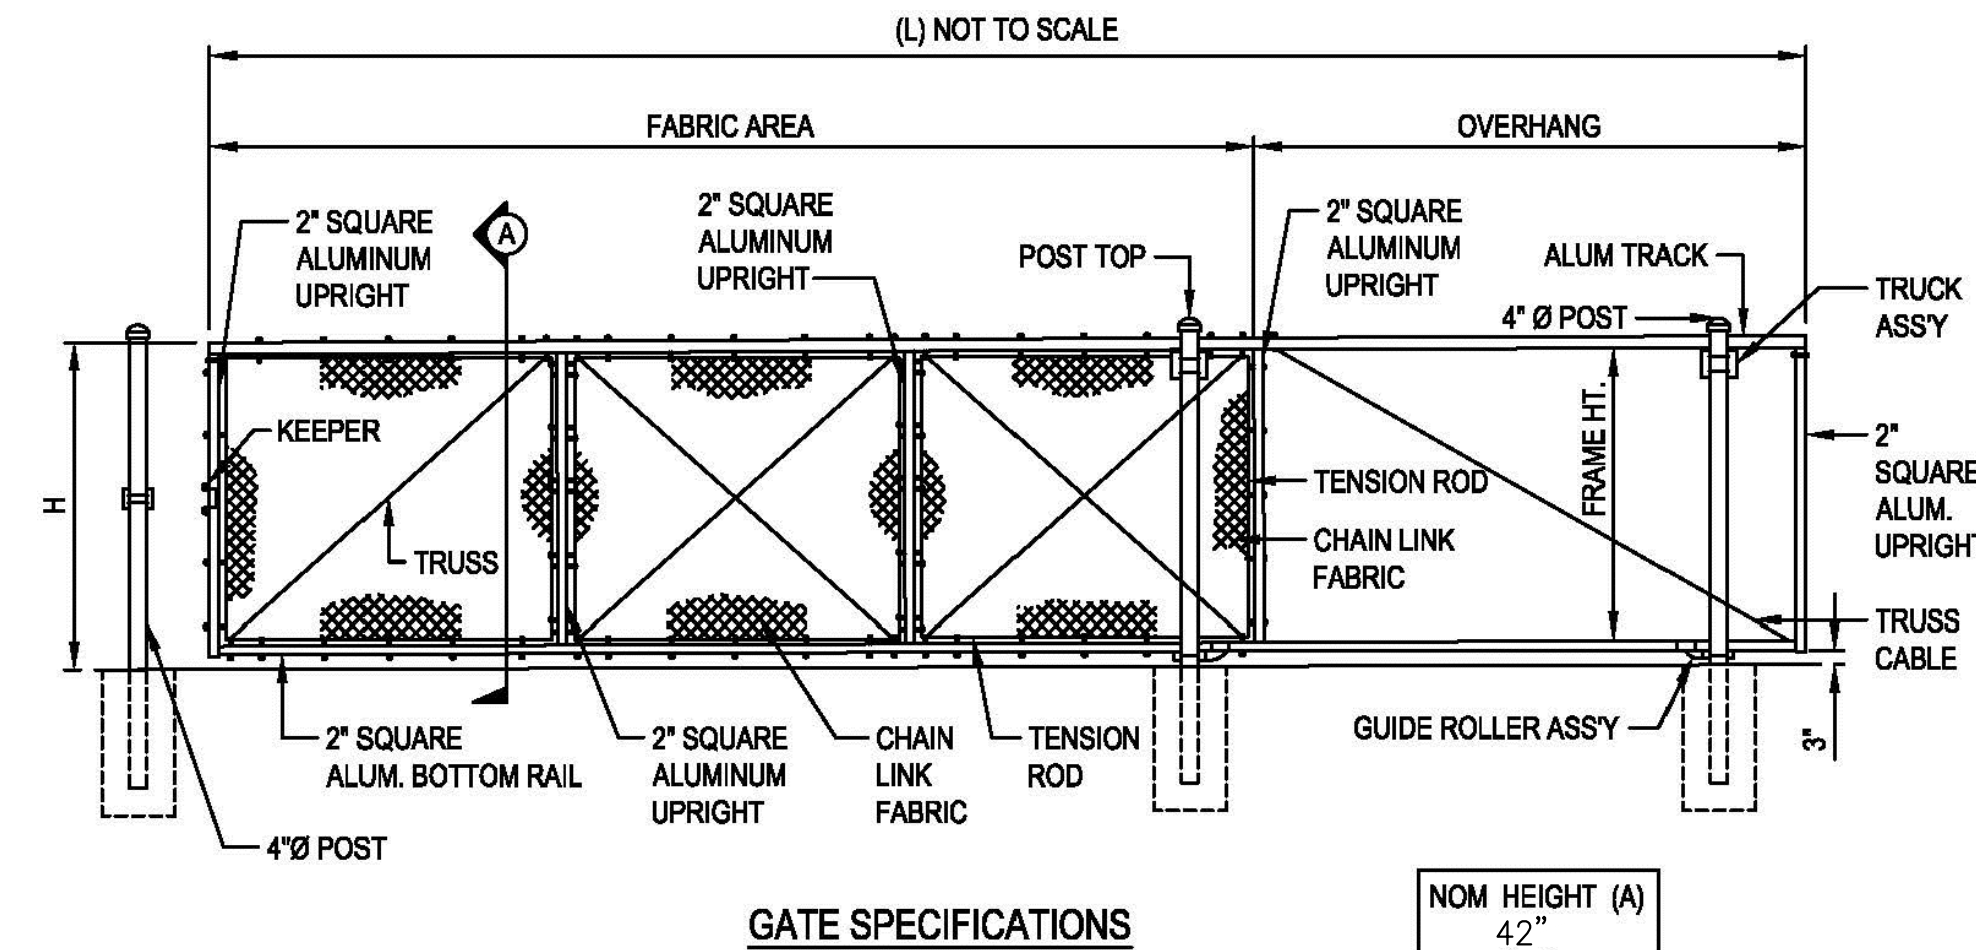 (L) NOT TO SCALE
FABRIC AREA
OVERHANG
2" SQUARE
ALUMINUM
UPRIGHT
A
2" SQUARE
ALUMINUM
UPRIGHT
POST TOP
2" SQUARE
ALUMINUM
UPRIGHT
ALUM TRACK
4" Ø POST
TRUCK
ASS'Y
H
KEEPER
TRUSS
TENSION ROD
CHAIN LINK
FABRIC
FRAME HT.
2"
SQUARE
ALUM.
UPRIGHT
TRUSS
CABLE
2" SQUARE
ALUM. BOTTOM RAIL
2" SQUARE
ALUMINUM
UPRIGHT
CHAIN
LINK
FABRIC
TENSION
ROD
GUIDE ROLLER ASS'Y
3"
4"Ø POST
GATE SPECIFICATIONS
NOM HEIGHT (A)
42"